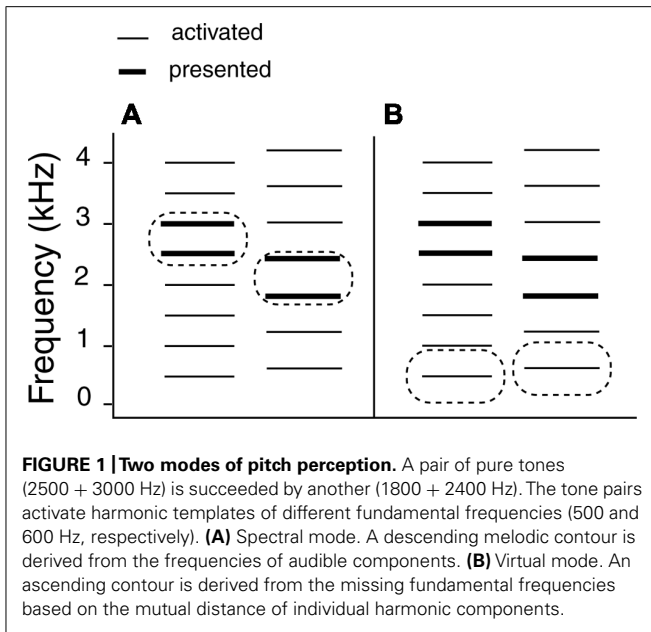 activated
presented
A B
Frequency (kHz)
4
3
2
1
0
FIGURE 1 | Two modes of pitch perception. A pair of pure tones
(2500 + 3000 Hz) is succeeded by another (1800 + 2400 Hz). The tone pairs
activate harmonic templates of different fundamental frequencies (500 and
600 Hz, respectively). (A) Spectral mode. A descending melodic contour is
derived from the frequencies of audible components. (B) Virtual mode. An
ascending contour is derived from the missing fundamental frequencies
based on the mutual distance of individual harmonic components.